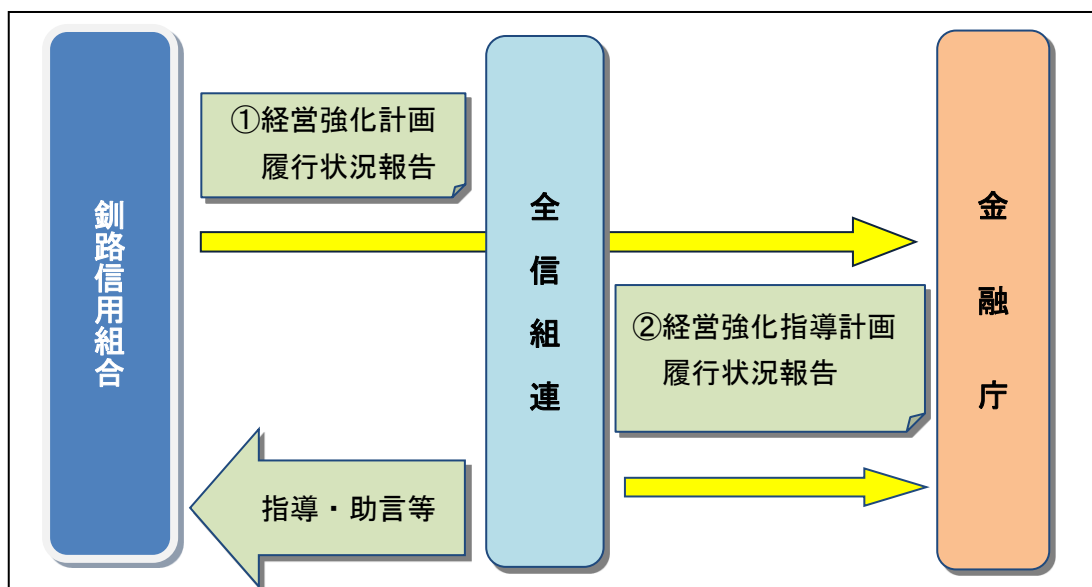 釧路信用組合
①経営強化計画
履行状況報告
全信組連
金融庁
②経営強化指導計画
履行状況報告
指導・助言等